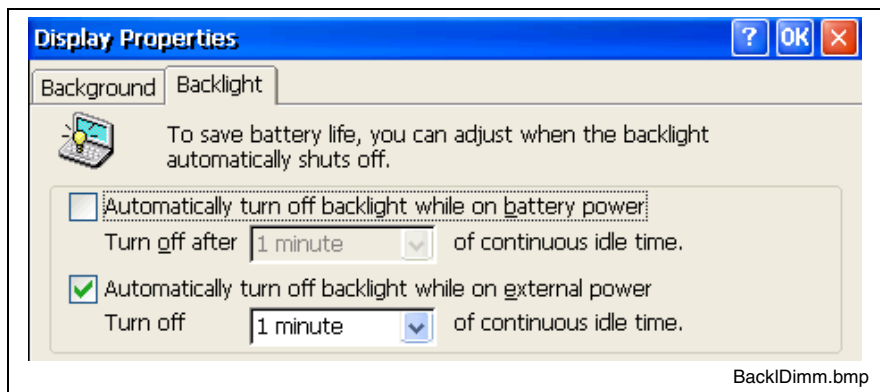 Display Properties ? OK ×
Background Backlight
To save battery life, you can adjust when the backlight
automatically shuts off.
Automatically turn off backlight while on battery power
Turn off after 1 minute of continuous idle time.
Automatically turn off backlight while on external power
Turn off 1 minute of continuous idle time.
BacklDimm.bmp